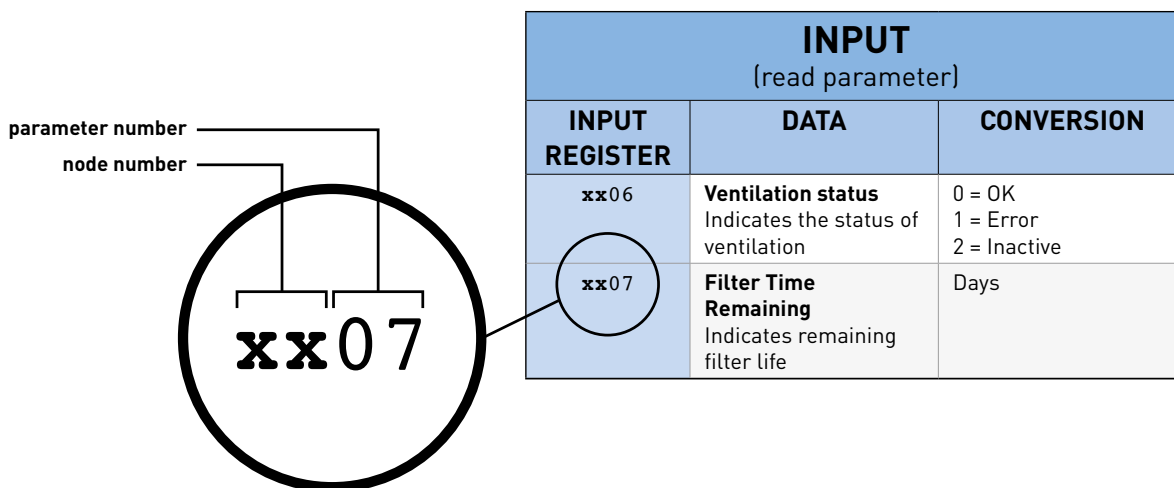 parameter number
node number
xx07
INPUT
(read parameter)
INPUT
REGISTER
DATA
CONVERSION
xx06
Ventilation status
Indicates the status of
ventilation
0 = OK
1 = Error
2 = Inactive
xx07
Filter Time
Remaining
Indicates remaining
filter life
Days